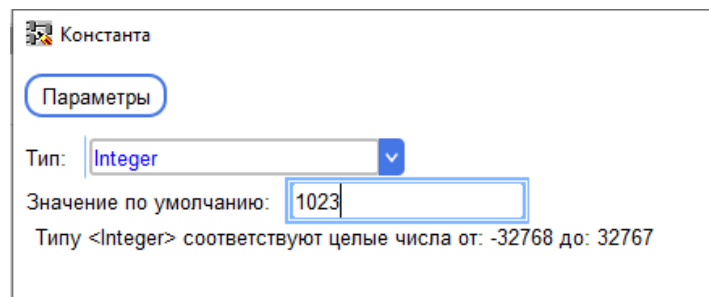 Константа
Параметры
Тип: Integer
Значение по умолчанию: 1023
Типу <Integer> соответствуют целые числа от: -32768 до: 32767